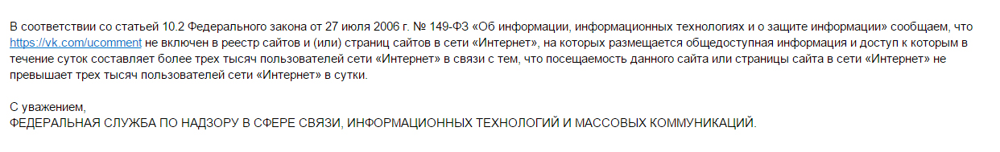 В соответствии со статьей 10.2 Федерального закона от 27 июля 2006 г. № 149-ФЗ «Об информации, информационных технологиях и о защите информации» сообщаем, что
https://vk.com/ucomment не включен в реестр сайтов и (или) страниц сайтов в сети «Интернет», на которых размещается общедоступная информация и доступ к которым в
течение суток составляет более трех тысяч пользователей сети «Интернет» в связи с тем, что посещаемость данного сайта или страницы сайта в сети «Интернет» не
превышает трех тысяч пользователей сети «Интернет» в сутки.
С уважением,
ФЕДЕРАЛЬНАЯ СЛУЖБА ПО НАДЗОРУ В СФЕРЕ СВЯЗИ, ИНФОРМАЦИОННЫХ ТЕХНОЛОГИЙ И МАССОВЫХ КОММУНИКАЦИЙ.